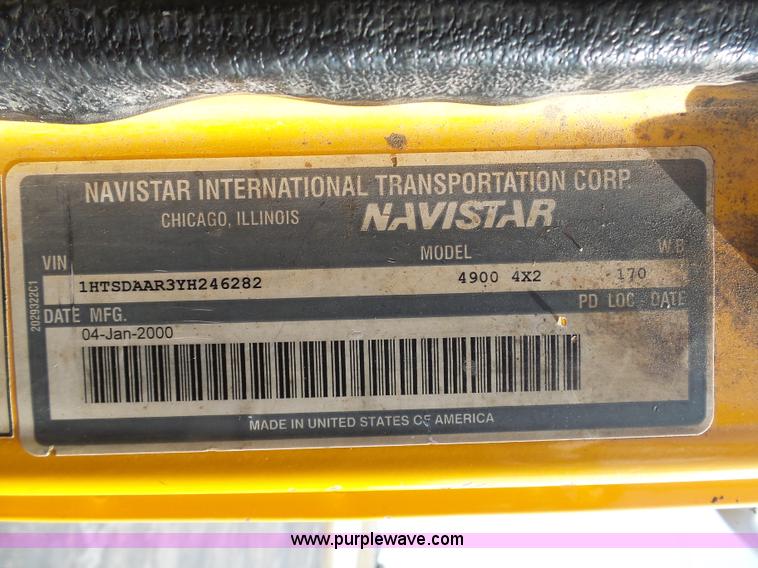 NAVISTAR INTERNATIONAL TRANSPORTATION CORP.
CHICAGO, ILLINOIS NAVISTAR
VIN MODEL W.B.
1HTSDAAR3YH246282 4900 4X2 170
DATE MFG. PD LOC DATE
04-Jan-2000
MADE IN UNITED STATES OF AMERICA
2029322C1
www.purplewave.com